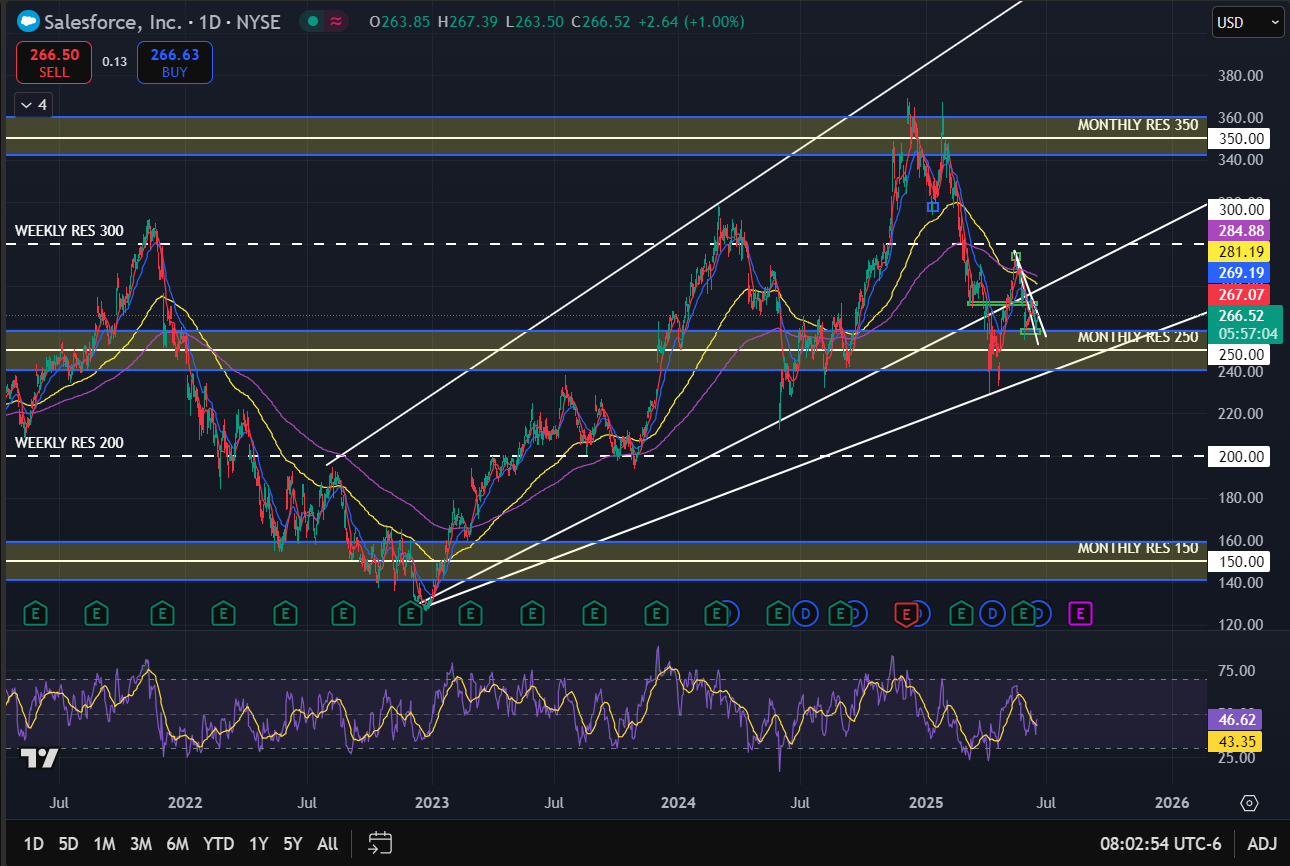 Salesforce, Inc. · 1D · NYSE
O263.85 H267.39 L263.50 C266.52 +2.64 (+1.00%)
USD
266.50
SELL
0.13
266.63
BUY
4
380.00
360.00
MONTHLY RES 350
350.00
340.00
300.00
WEEKLY RES 300
284.88
281.19
269.19
267.07
266.52
05:57:04
MONTHLY RES 250
250.00
240.00
220.00
WEEKLY RES 200
200.00
180.00
160.00
MONTHLY RES 150
150.00
140.00
E E E E E E E E E E E E D E D E D E D E D E D E
120.00
75.00
46.62
43.35
25.00
Jul 2022 Jul 2023 Jul 2024 Jul 2025 Jul 2026
1D 5D 1M 3M 6M YTD 1Y 5Y All
08:02:54 UTC-6 ADJ